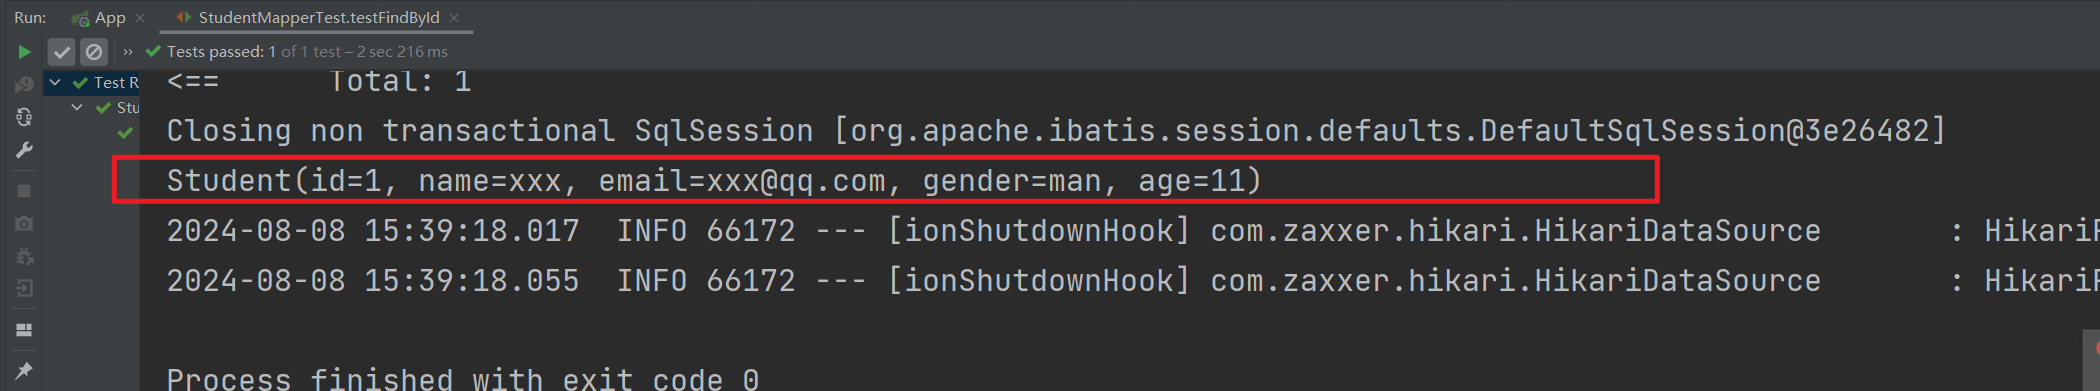 Run: App StudentMapperTest.testFindById
Tests passed: 1 of 1 test – 2 sec 216 ms
Test R
<== Total: 1
Stu
Closing non transactional SqlSession [org.apache.ibatis.session.defaults.DefaultSqlSession@3e26482]
Student(id=1, name=xxx, email=xxx@qq.com, gender=man, age=11)
2024-08-08 15:39:18.017 INFO 66172 --- [ionShutdownHook] com.zaxxer.hikari.HikariDataSource : Hikari
2024-08-08 15:39:18.055 INFO 66172 --- [ionShutdownHook] com.zaxxer.hikari.HikariDataSource : Hikari
Process finished with exit code 0